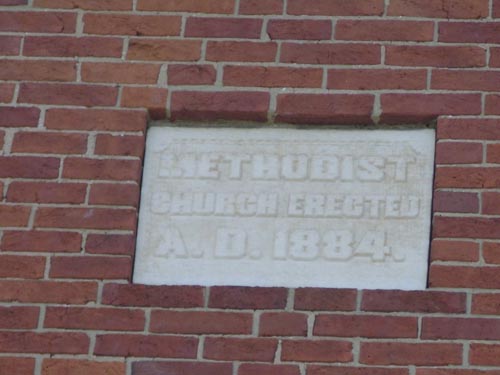 METHODIST
CHURCH ERECTED
A. D. 1884.